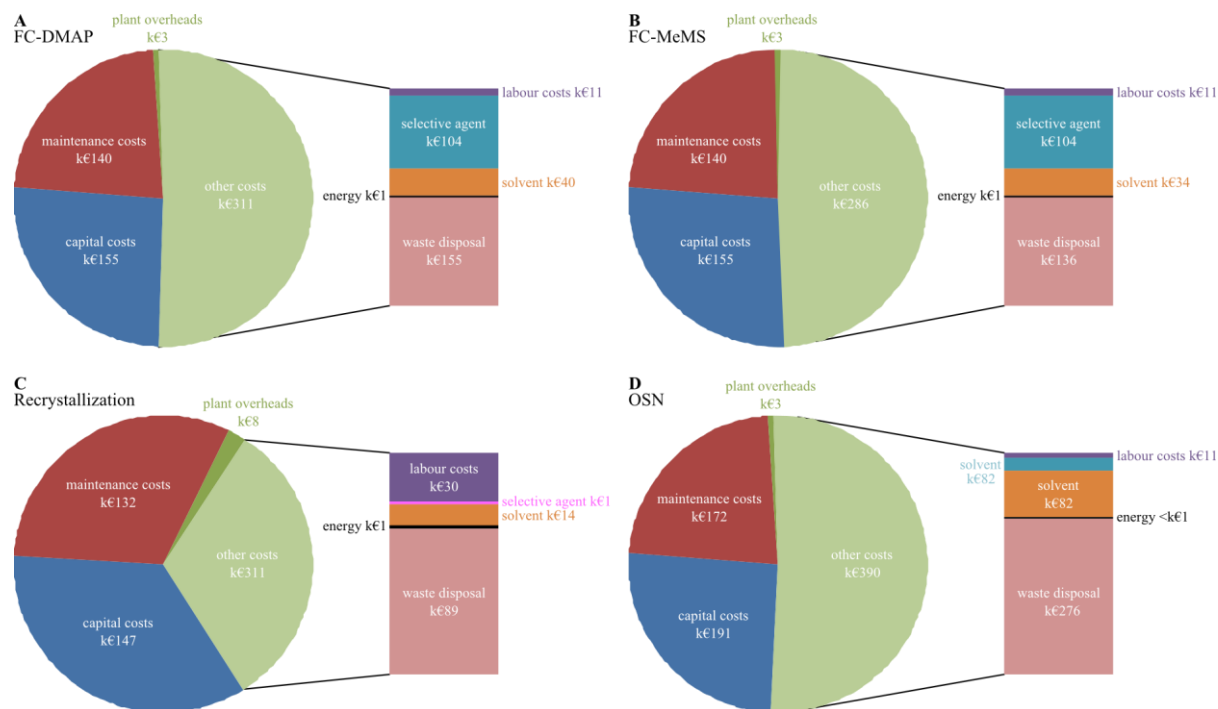 A
FC-DMAP
plant overheads
k€3
maintenance costs
k€140
other costs
k€311
capital costs
k€155
labour costs k€11
selective agent
k€104
solvent k€40
energy k€1
waste disposal
k€155
B
FC-MeMS
plant overheads
k€3
maintenance costs
k€140
other costs
k€286
capital costs
k€155
labour costs k€11
selective agent
k€104
solvent k€34
energy k€1
waste disposal
k€136
C
Recrystallization
plant overheads
k€8
maintenance costs
k€132
other costs
k€311
capital costs
k€147
labour costs
k€30
selective agent k€1
solvent k€14
energy k€1
waste disposal
k€89
D
OSN
plant overheads
k€3
maintenance costs
k€172
other costs
k€390
capital costs
k€191
labour costs k€11
solvent
k€82
solvent
k€82
energy <k€1
waste disposal
k€276